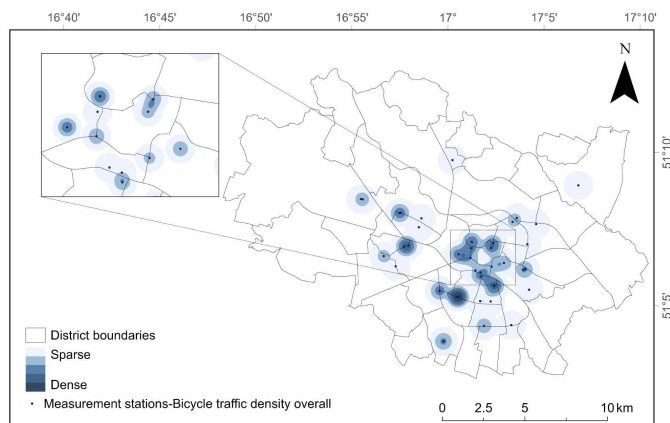 16°40' 16°45' 16°50' 16°55' 17° 17°5' 17°10'
N
51°10'
51°5'
District boundaries
Sparse
Dense
Measurement stations-Bicycle traffic density overall
0 2.5 5 10 km